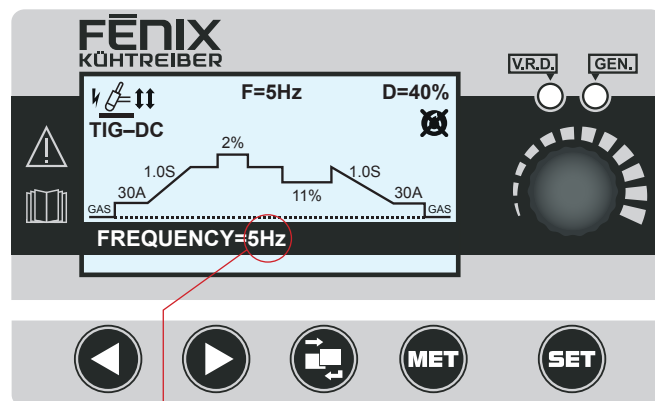 FĒNIX
KÜHTREIBER
V.R.D.
GEN.
F=5Hz
D=40%
TIG–DC
2%
1.0S
1.0S
30A
11%
30A
GAS
GAS
FREQUENCY=5Hz
MET
SET